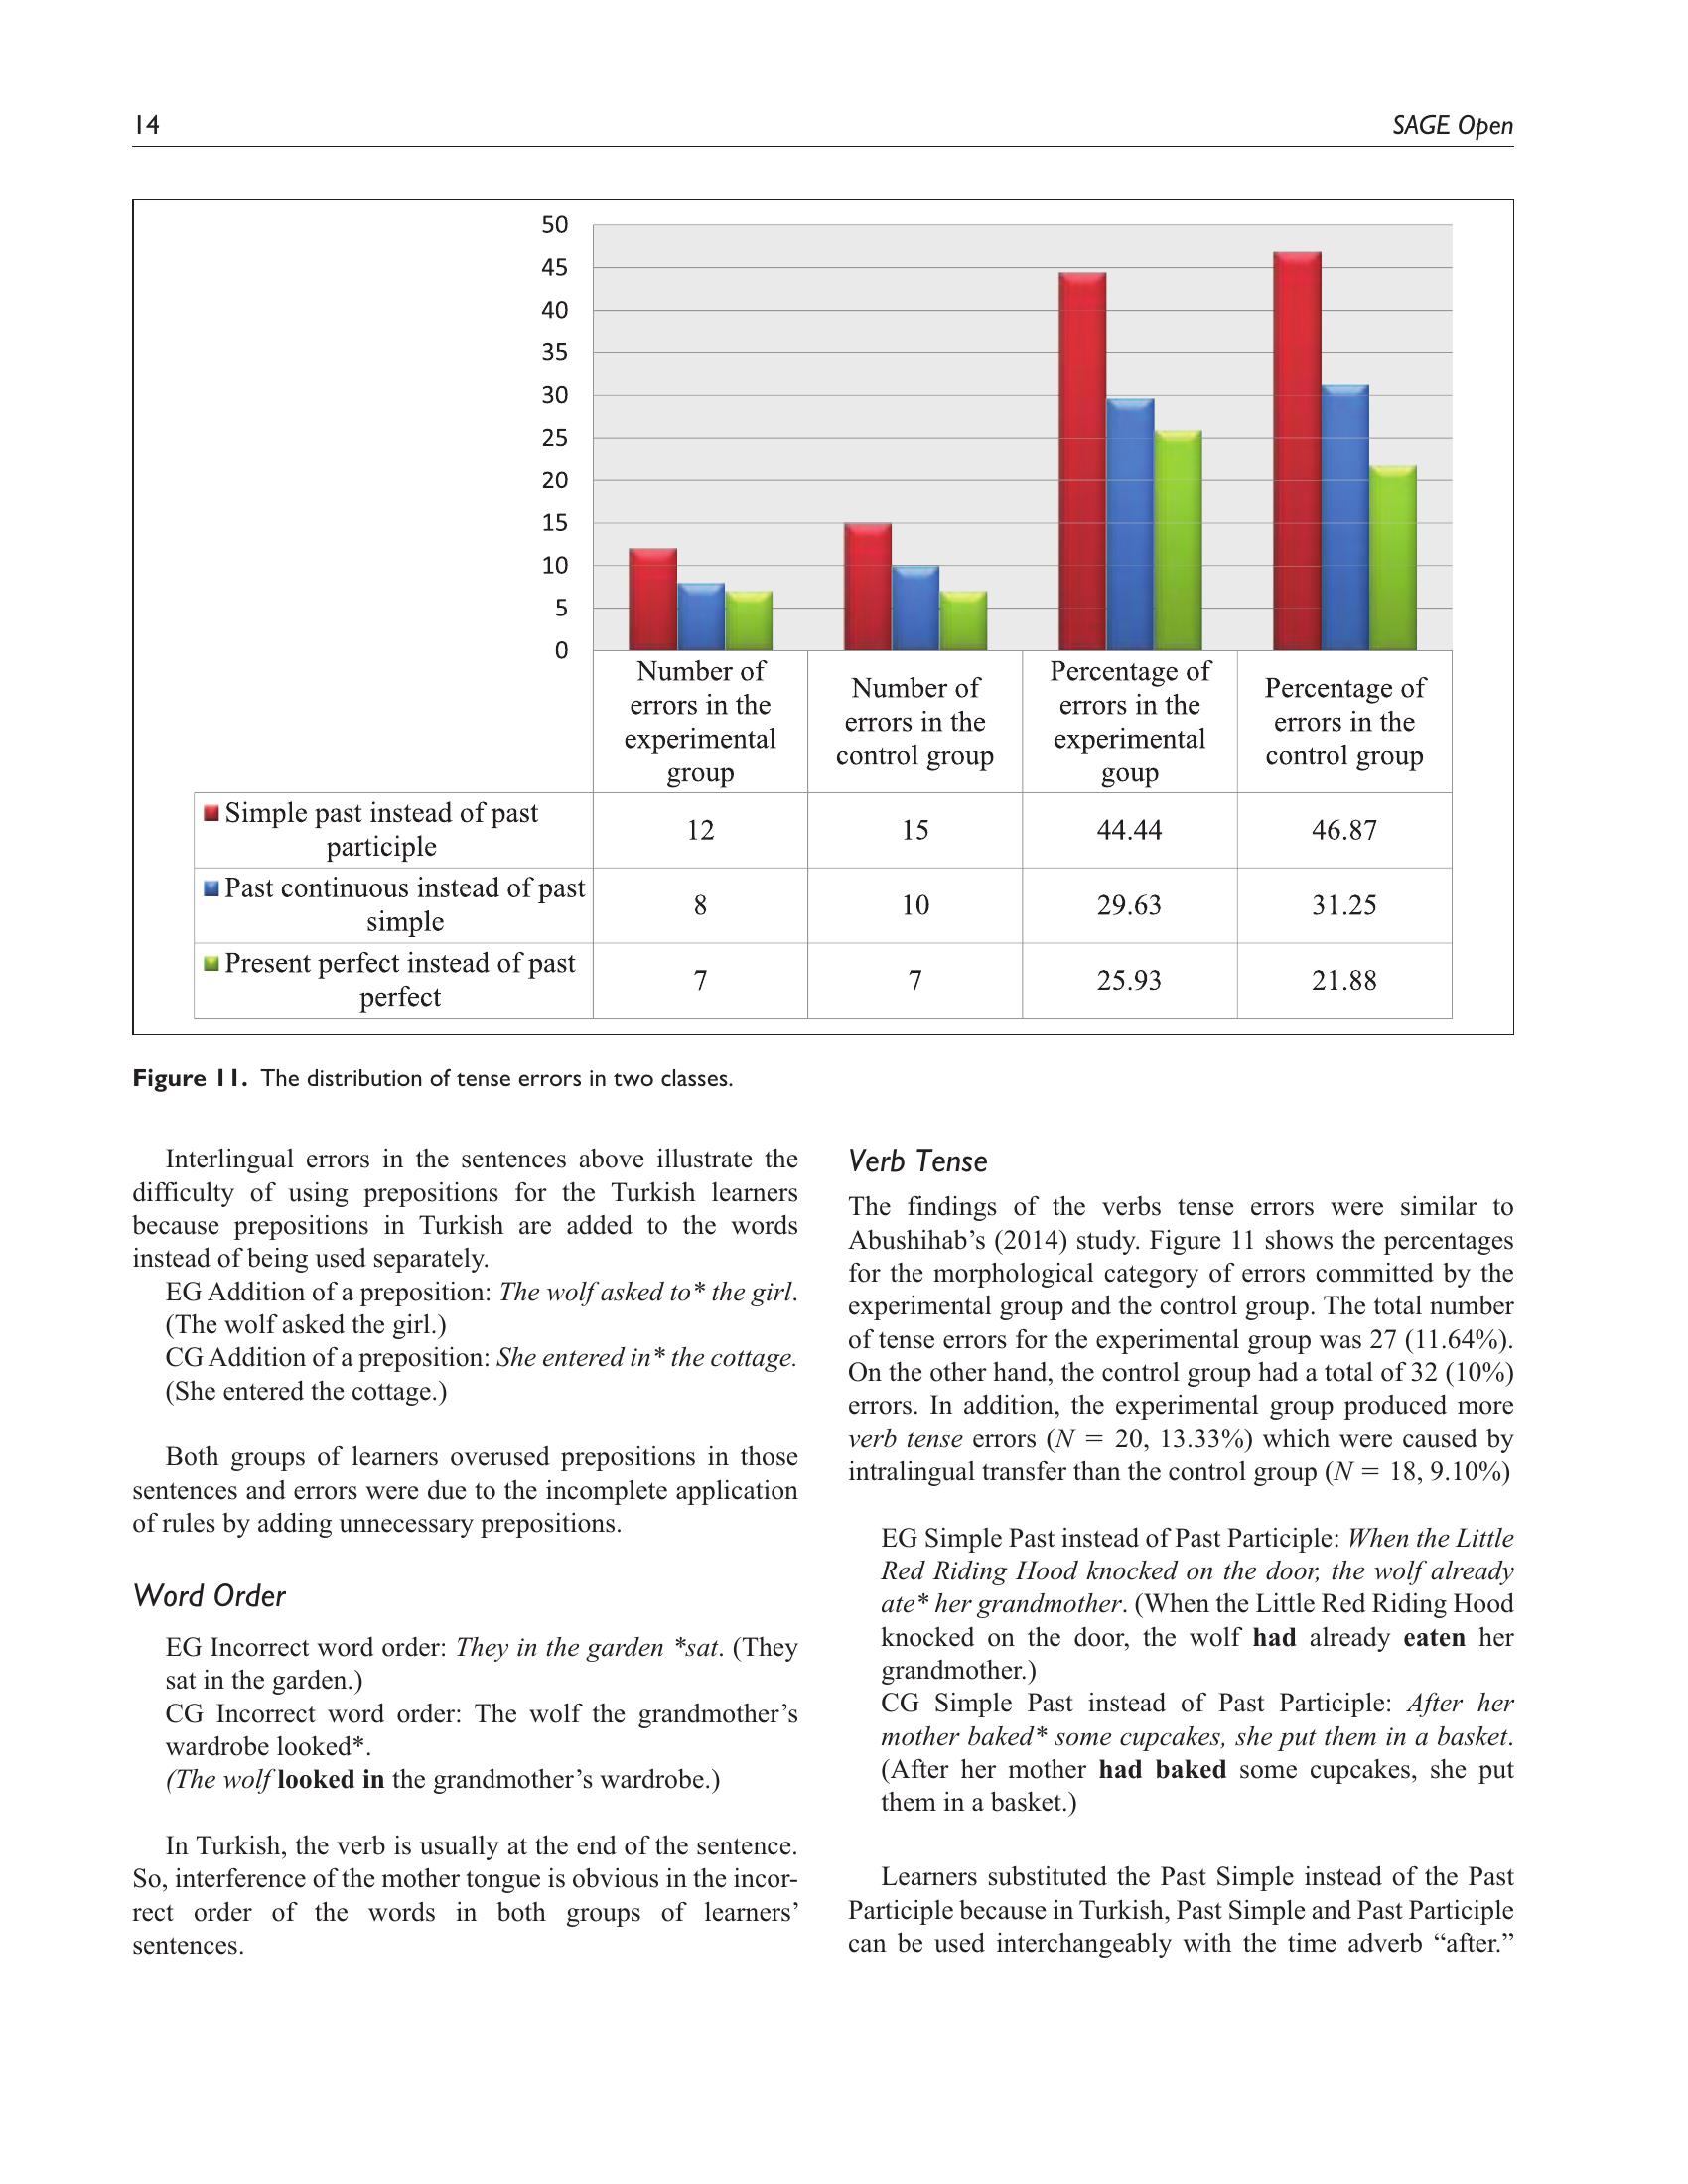 14
SAGE Open
50
45
40
35
30
25
20
15
10
5
0
Number of
errors in the
experimental
group
Number of
errors in the
control group
Percentage of
errors in the
experimental
goup
Percentage of
errors in the
control group
Simple past instead of past
participle
12
15
44.44
46.87
Past continuous instead of past
simple
8
10
29.63
31.25
Present perfect instead of past
perfect
7
7
25.93
21.88
Figure 11. The distribution of tense errors in two classes.
Interlingual errors in the sentences above illustrate the
difficulty of using prepositions for the Turkish learners
because prepositions in Turkish are added to the words
instead of being used separately.
EG Addition of a preposition: The wolf asked to* the girl.
(The wolf asked the girl.)
CG Addition of a preposition: She entered in* the cottage.
(She entered the cottage.)
Both groups of learners overused prepositions in those
sentences and errors were due to the incomplete application
of rules by adding unnecessary prepositions.
Word Order
EG Incorrect word order: They in the garden *sat. (They
sat in the garden.)
CG Incorrect word order: The wolf the grandmother’s
wardrobe looked*.
(The wolf looked in the grandmother’s wardrobe.)
In Turkish, the verb is usually at the end of the sentence.
So, interference of the mother tongue is obvious in the incor-
rect order of the words in both groups of learners’
sentences.
Verb Tense
The findings of the verbs tense errors were similar to
Abushihab’s (2014) study. Figure 11 shows the percentages
for the morphological category of errors committed by the
experimental group and the control group. The total number
of tense errors for the experimental group was 27 (11.64%).
On the other hand, the control group had a total of 32 (10%)
errors. In addition, the experimental group produced more
verb tense errors (N = 20, 13.33%) which were caused by
intralingual transfer than the control group (N = 18, 9.10%)
EG Simple Past instead of Past Participle: When the Little
Red Riding Hood knocked on the door, the wolf already
ate* her grandmother. (When the Little Red Riding Hood
knocked on the door, the wolf had already eaten her
grandmother.)
CG Simple Past instead of Past Participle: After her
mother baked* some cupcakes, she put them in a basket.
(After her mother had baked some cupcakes, she put
them in a basket.)
Learners substituted the Past Simple instead of the Past
Participle because in Turkish, Past Simple and Past Participle
can be used interchangeably with the time adverb “after.”